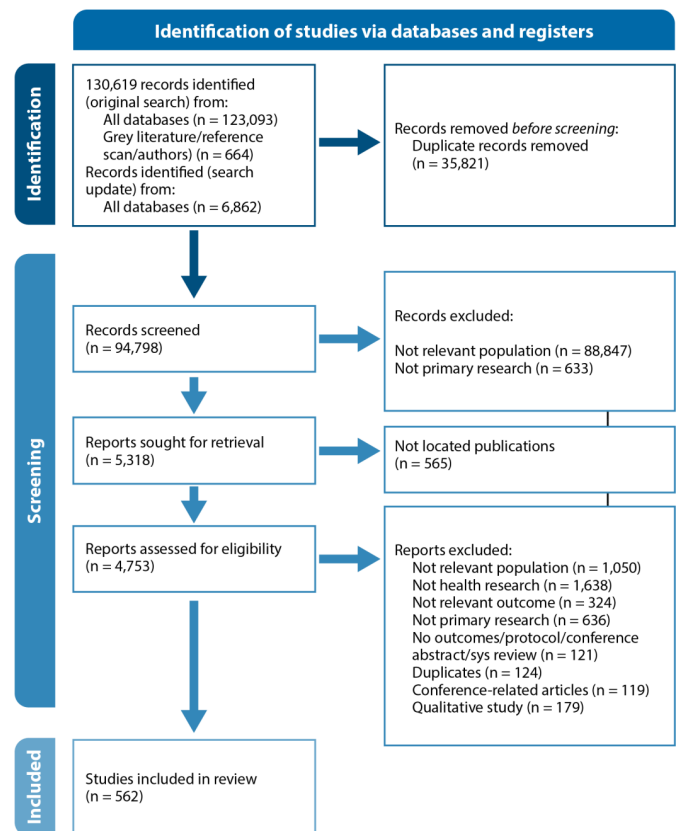 Identification of studies via databases and registers
Identification
130,619 records identified
(original search) from:
All databases (n = 123,093)
Grey literature/reference
scan/authors) (n = 664)
Records identified (search
update) from:
All databases (n = 6,862)
Records removed before screening:
Duplicate records removed
(n = 35,821)
Screening
Records screened
(n = 94,798)
Records excluded:
Not relevant population (n = 88,847)
Not primary research (n = 633)
Reports sought for retrieval
(n = 5,318)
Not located publications
(n = 565)
Reports assessed for eligibility
(n = 4,753)
Reports excluded:
Not relevant population (n = 1,050)
Not health research (n = 1,638)
Not relevant outcome (n = 324)
Not primary research (n = 636)
No outcomes/protocol/conference
abstract/sys review (n = 121)
Duplicates (n = 124)
Conference-related articles (n = 119)
Qualitative study (n = 179)
Included
Studies included in review
(n = 562)